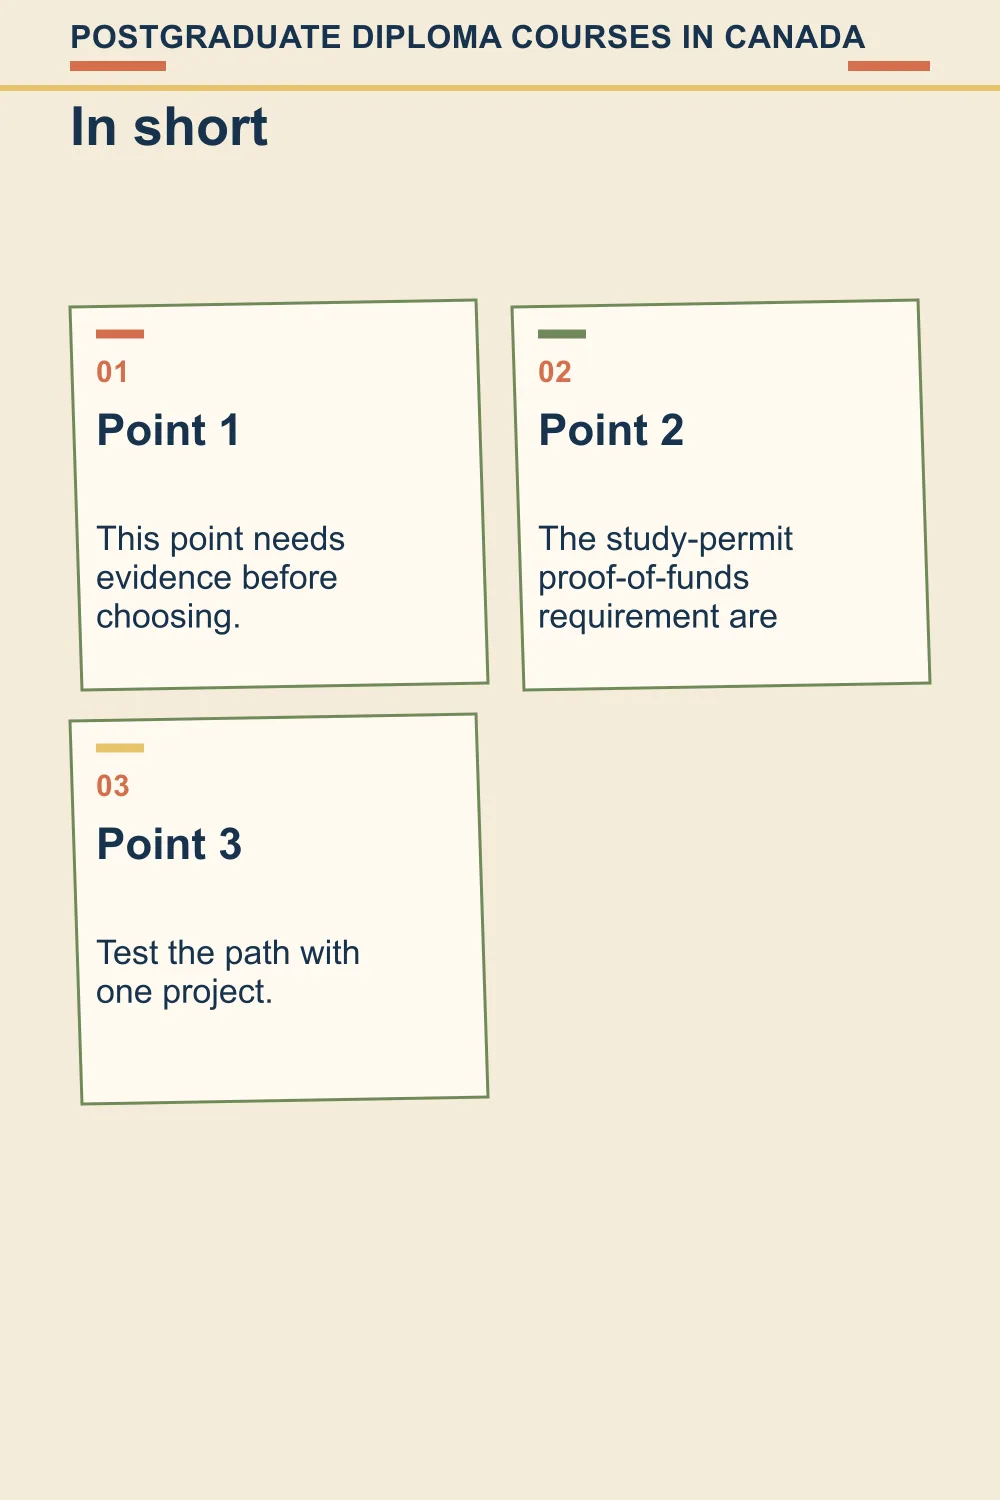 POSTGRADUATE DIPLOMA COURSES IN CANADA
In short
01
Point 1
This point needs
evidence before
choosing.
02
Point 2
The study-permit
proof-of-funds
requirement are
03
Point 3
Test the path with
one project.